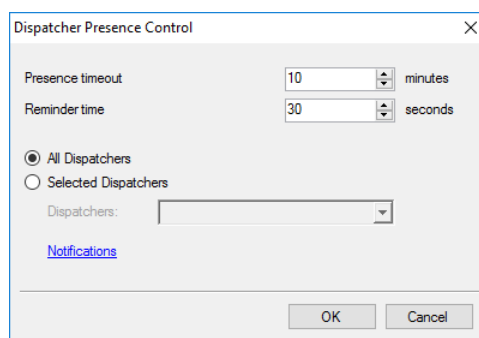 Dispatcher Presence Control
Presence timeout 10 minutes
Reminder time 30 seconds
All Dispatchers
Selected Dispatchers
Dispatchers:
Notifications
OK Cancel